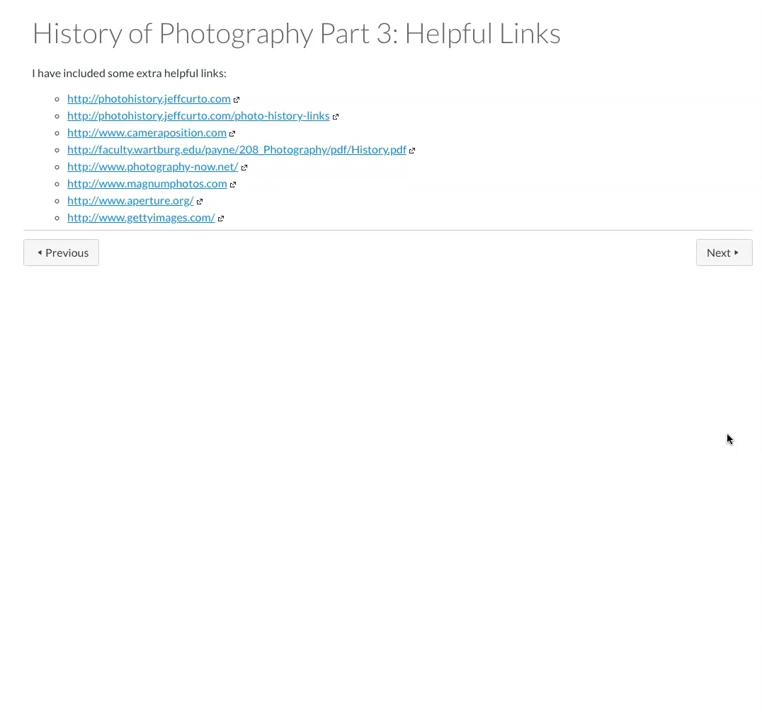 History of Photography Part 3: Helpful Links
I have included some extra helpful links:
http://photohistory.jeffcurto.com
http://photohistory.jeffcurto.com/photo-history-links
http://www.cameraposition.com
http://faculty.wartburg.edu/payne/208_Photography/pdf/History.pdf
http://www.photography-now.net/
http://www.magnumphotos.com
http://www.aperture.org/
http://www.gettyimages.com/
Previous
Next